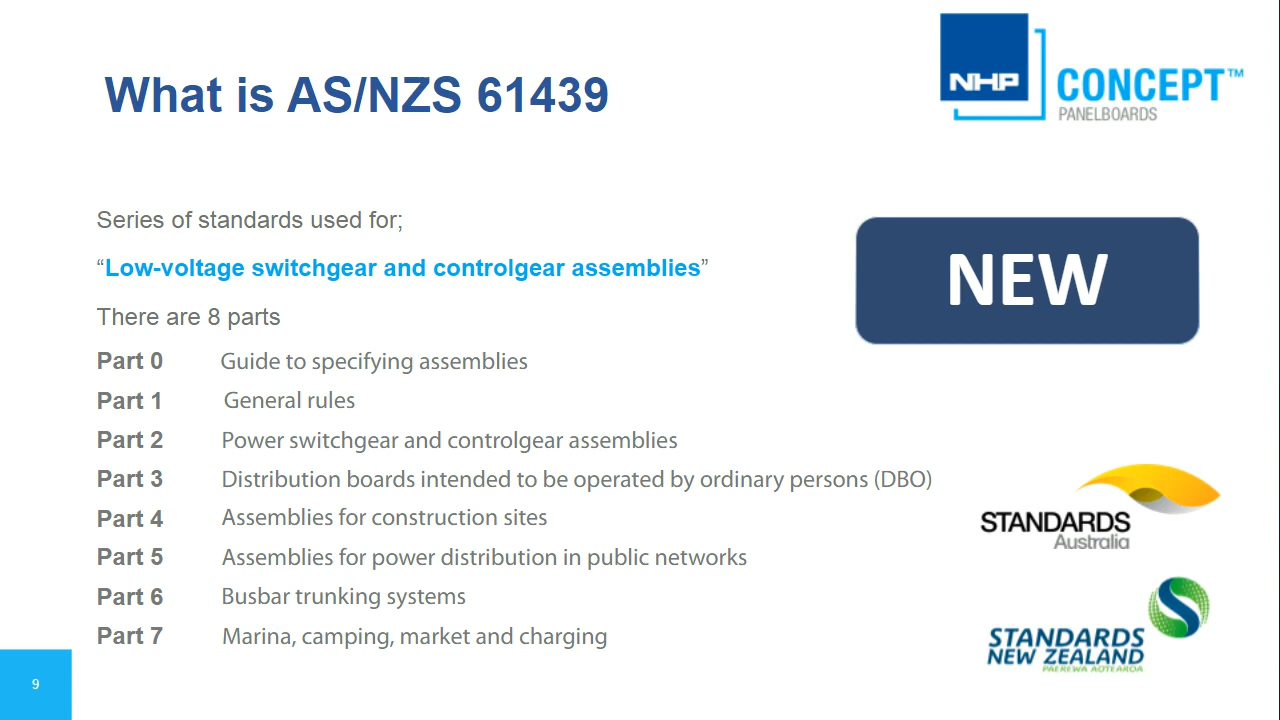 What is AS/NZS 61439
NHP
CONCEPT™
PANELBOARDS
Series of standards used for;
“Low-voltage switchgear and controlgear assemblies”
NEW
There are 8 parts
Part 0 Guide to specifying assemblies
Part 1 General rules
Part 2 Power switchgear and controlgear assemblies
Part 3 Distribution boards intended to be operated by ordinary persons (DBO)
Part 4 Assemblies for construction sites
Part 5 Assemblies for power distribution in public networks
Part 6 Busbar trunking systems
Part 7 Marina, camping, market and charging
STANDARDS
Australia
STANDARDS
NEW ZEALAND
PAEREWA AOTEAROA
9